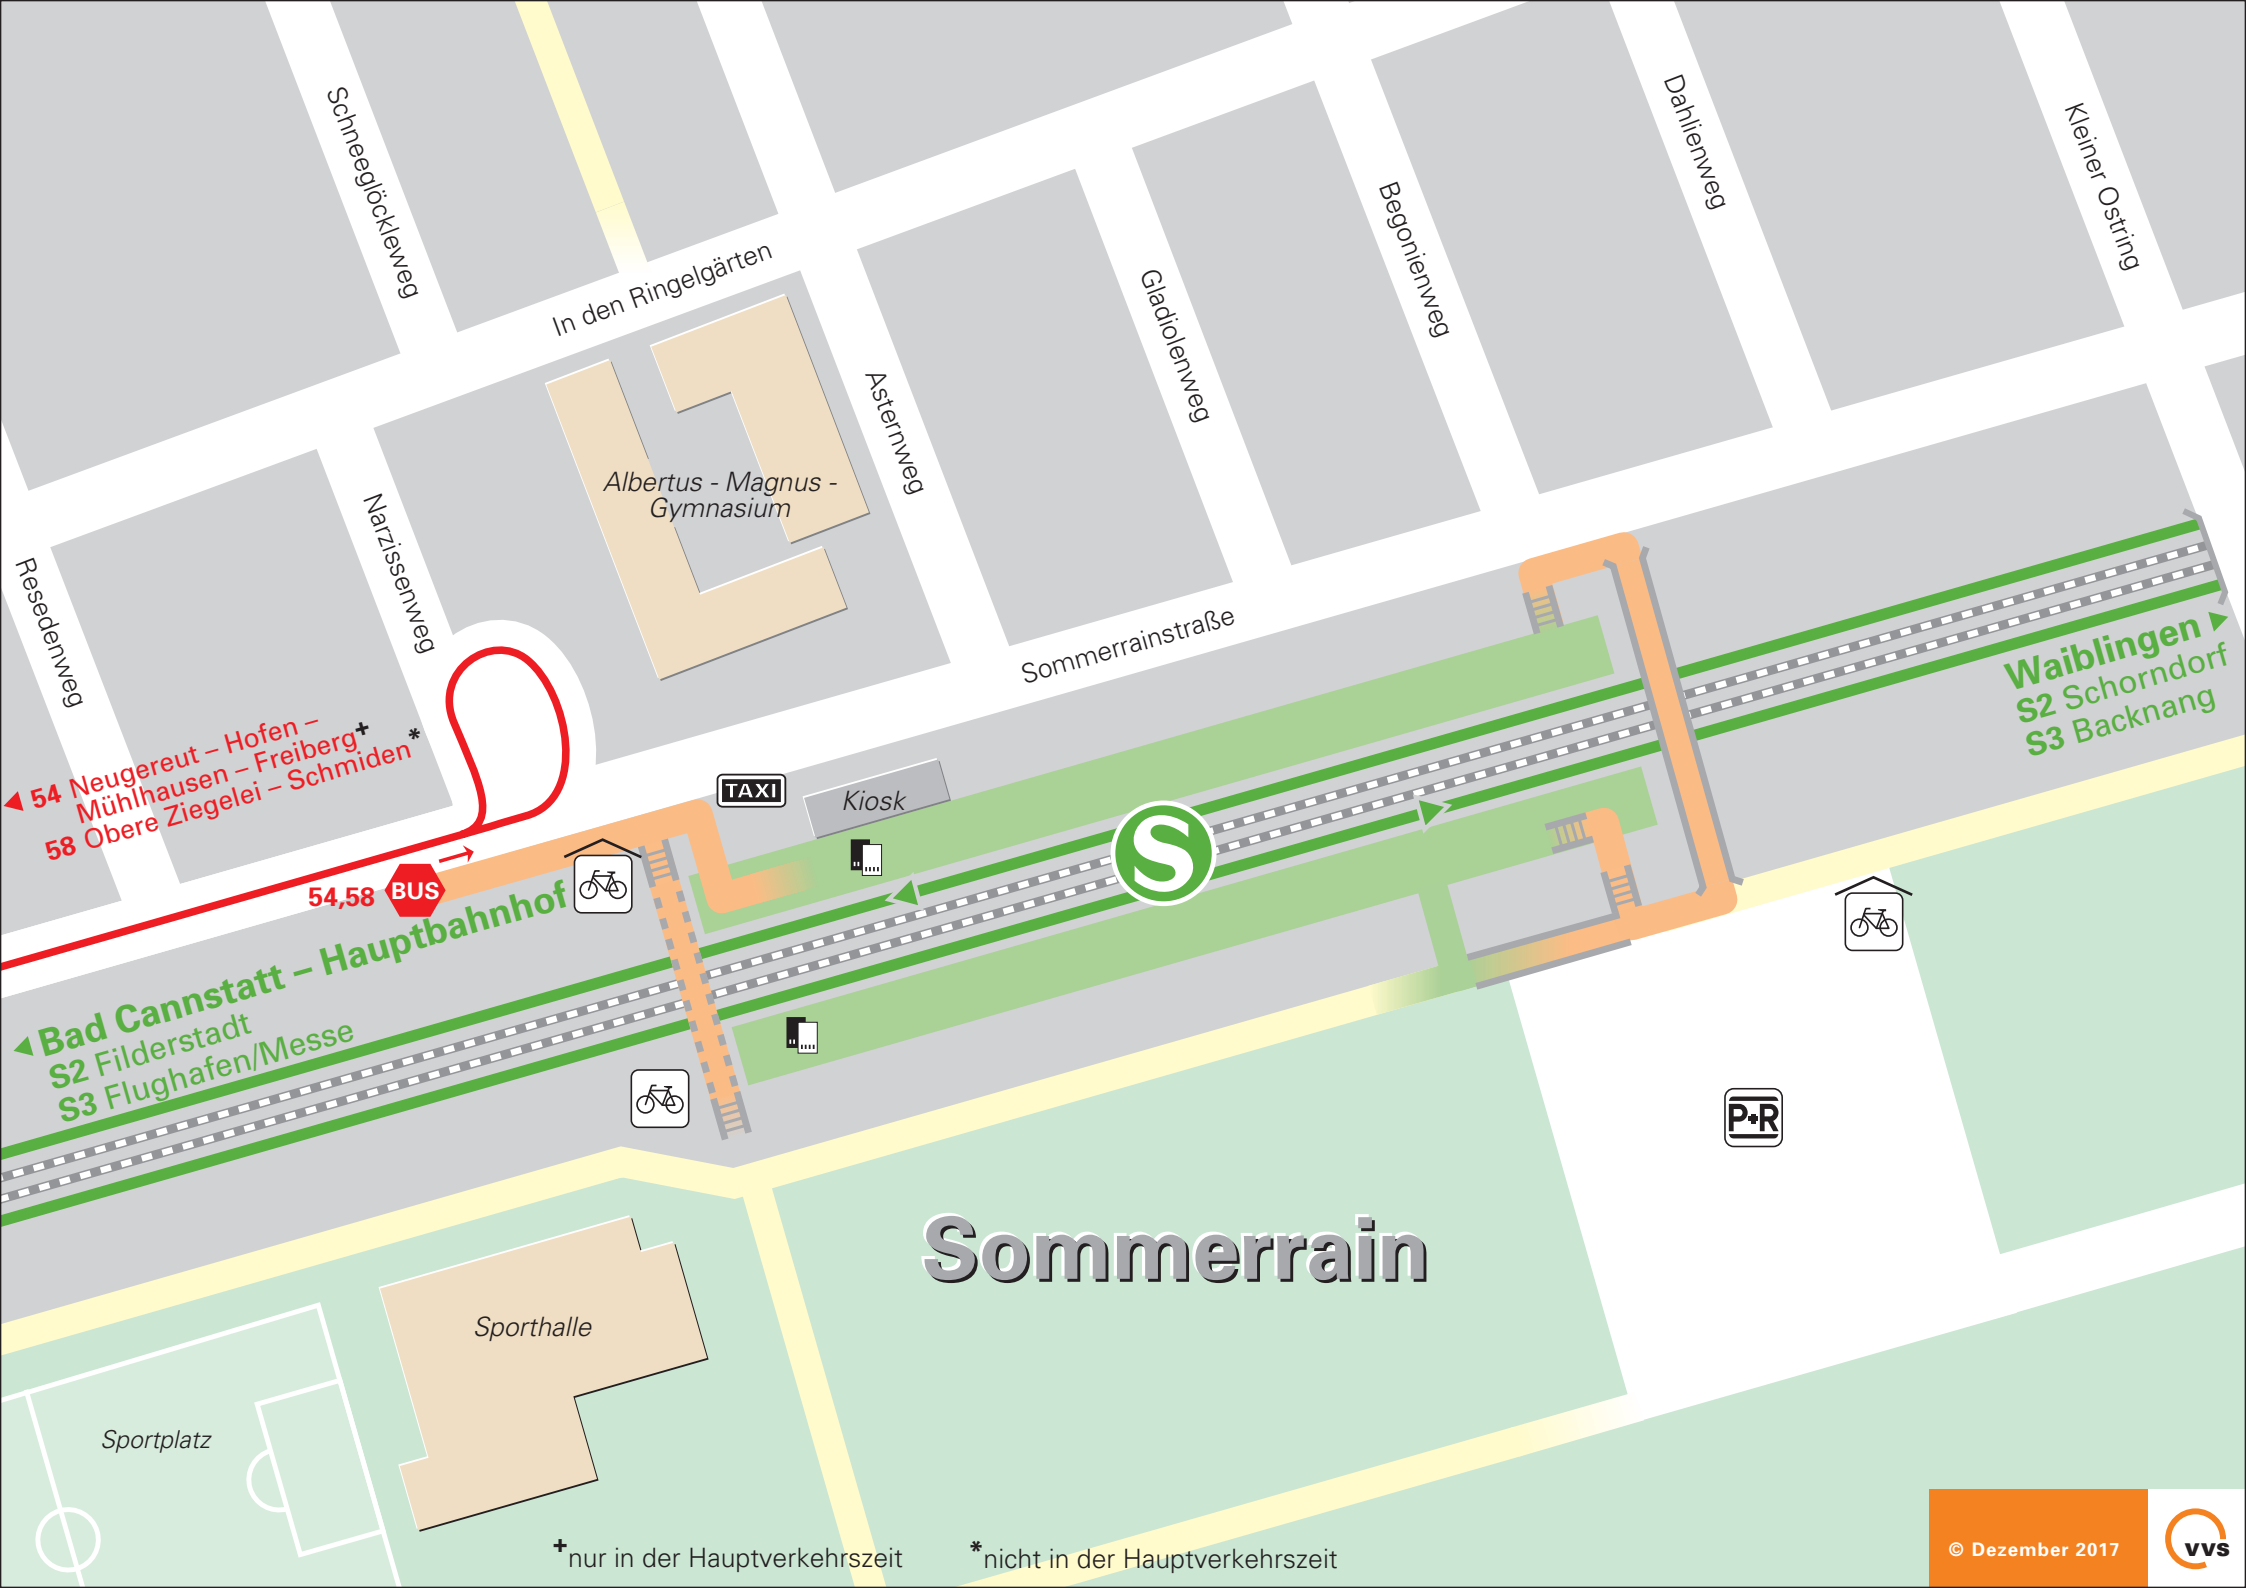 Schneeglöckleweg
Dahlienweg
Kleiner Ostring
Begonienweg
In den Ringelgärten
Gladiolenweg
Asternweg
Albertus - Magnus -
Gymnasium
Narzissenweg
Resedenweg
Sommerrainstraße
Waiblingen
S2 Schorndorf
S3 Backnang
54 Neugereut – Hofen –
Mühlhausen – Freiberg+
58 Obere Ziegelei – Schmiden*
TAXI
Kiosk
S
54,58 BUS
Bad Cannstatt – Hauptbahnhof
S2 Filderstadt
S3 Flughafen/Messe
P+R
Sommerrain
Sporthalle
Sportplatz
+nur in der Hauptverkehrszeit
*nicht in der Hauptverkehrszeit
© Dezember 2017
vvs